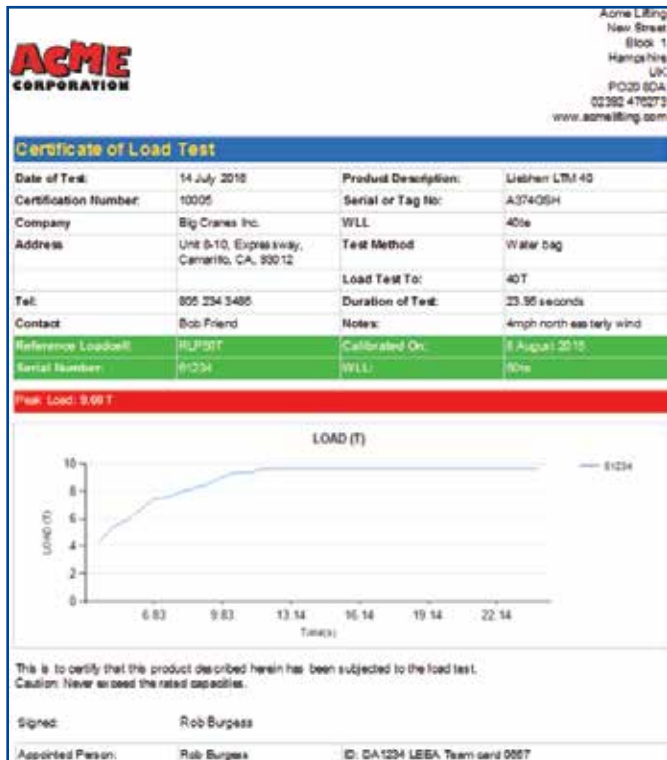 Acme Lifting
New Street
Block 1
Hampshire
UK
PO20 8DA
02392 476273
www.acmelifting.com
ACME
CORPORATION
Certificate of Load Test
Date of Test: 14 July 2016 Product Description: Liebherr LTM 40
Certification Number: 10005 Serial or Tag No: A374GSH
Company Big Cranes Inc. WLL 40te
Address Unit 8-10, Expressway, Test Method Water bag
Camarillo, CA, 93012
Load Test To: 40T
Tel: 805 234 3486 Duration of Test: 23.96 seconds
Contact Bob Friend Notes: 4mph north easterly wind
Reference Loadcell: RLP50T Calibrated On: August 2015
Serial Number: 61234 WLL:
Peak Load: T
LOAD (T)
10
8
6
4
2
0
LOAD (T)
6.83 9.83 13.14 16.14 19.14 22.14
Time(s)
61234
This is to certify that this product described herein has been subjected to the load test.
Caution: Never exceed the rated capacities.
Signed: Rob Burgess
Appointed Person: Rob Burgess ID: DA1234 LEEA Team card 0667